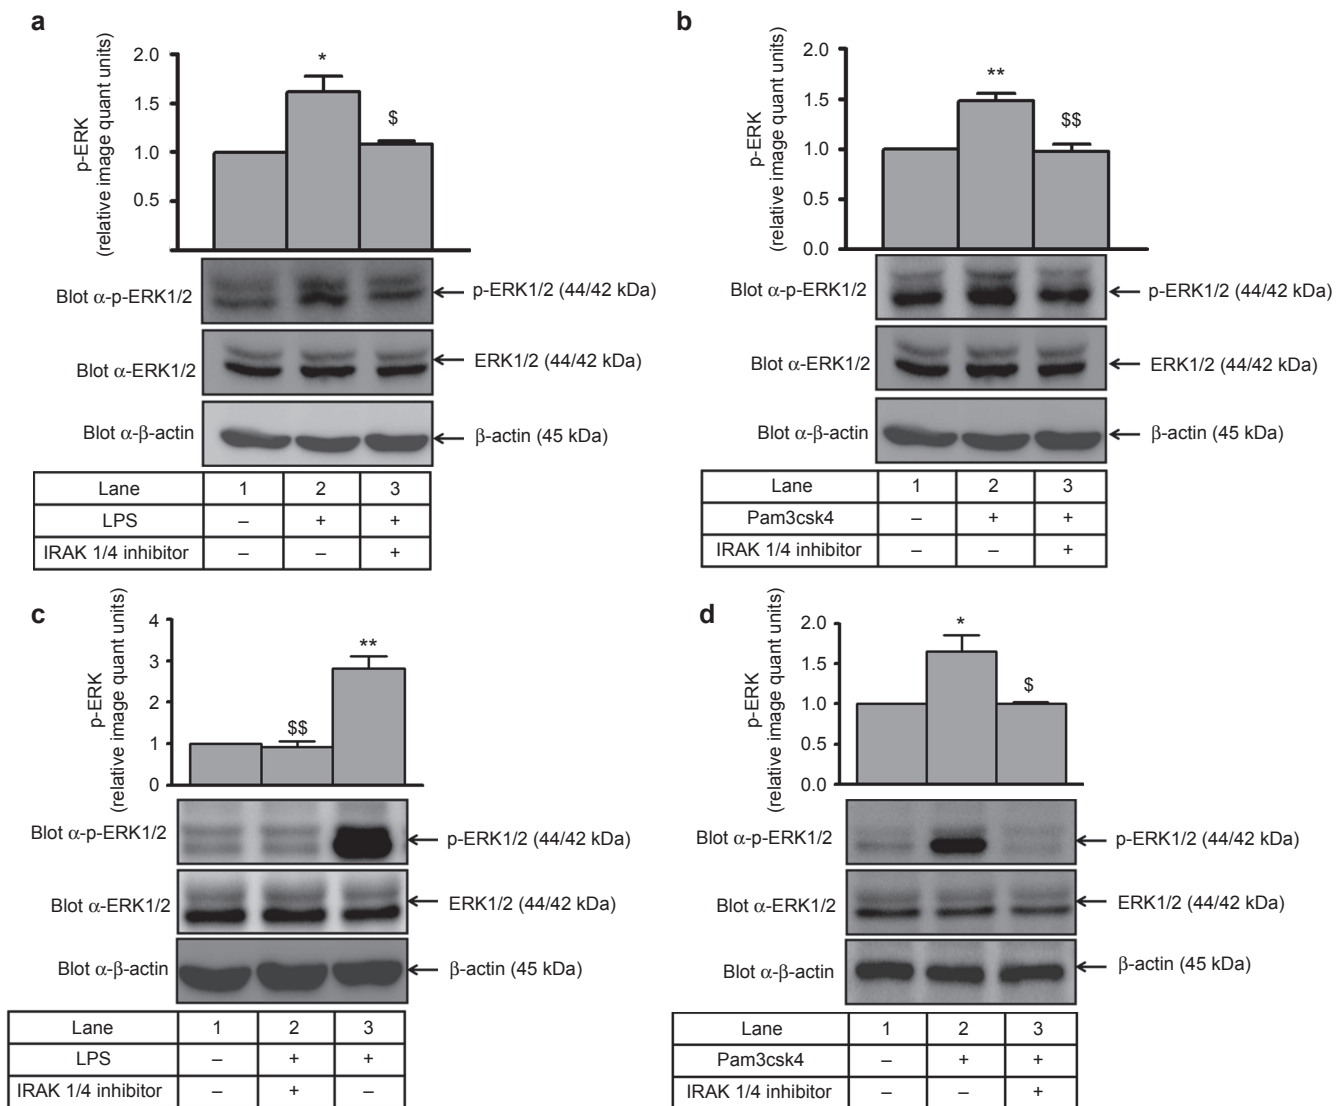 a
p-ERK
(relative image quant units)
2.0
1.5
1.0
0.5
*
$
Blot α-p-ERK1/2
p-ERK1/2 (44/42 kDa)
Blot α-ERK1/2
ERK1/2 (44/42 kDa)
Blot α-β-actin
β-actin (45 kDa)
Lane 1 2 3
LPS – + +
IRAK 1/4 inhibitor – – +
b
p-ERK
(relative image quant units)
2.0
1.5
1.0
0.5
0.0
**
$$
Blot α-p-ERK1/2
p-ERK1/2 (44/42 kDa)
Blot α-ERK1/2
ERK1/2 (44/42 kDa)
Blot α-β-actin
β-actin (45 kDa)
Lane 1 2 3
Pam3csk4 – + +
IRAK 1/4 inhibitor – – +
c
p-ERK
(relative image quant units)
4
3
2
1
0
$$
**
Blot α-p-ERK1/2
p-ERK1/2 (44/42 kDa)
Blot α-ERK1/2
ERK1/2 (44/42 kDa)
Blot α-β-actin
β-actin (45 kDa)
Lane 1 2 3
LPS – + +
IRAK 1/4 inhibitor – + –
d
p-ERK
(relative image quant units)
2.0
1.5
1.0
0.5
0.0
*
$
Blot α-p-ERK1/2
p-ERK1/2 (44/42 kDa)
Blot α-ERK1/2
ERK1/2 (44/42 kDa)
Blot α-β-actin
β-actin (45 kDa)
Lane 1 2 3
Pam3csk4 – + +
IRAK 1/4 inhibitor – – +